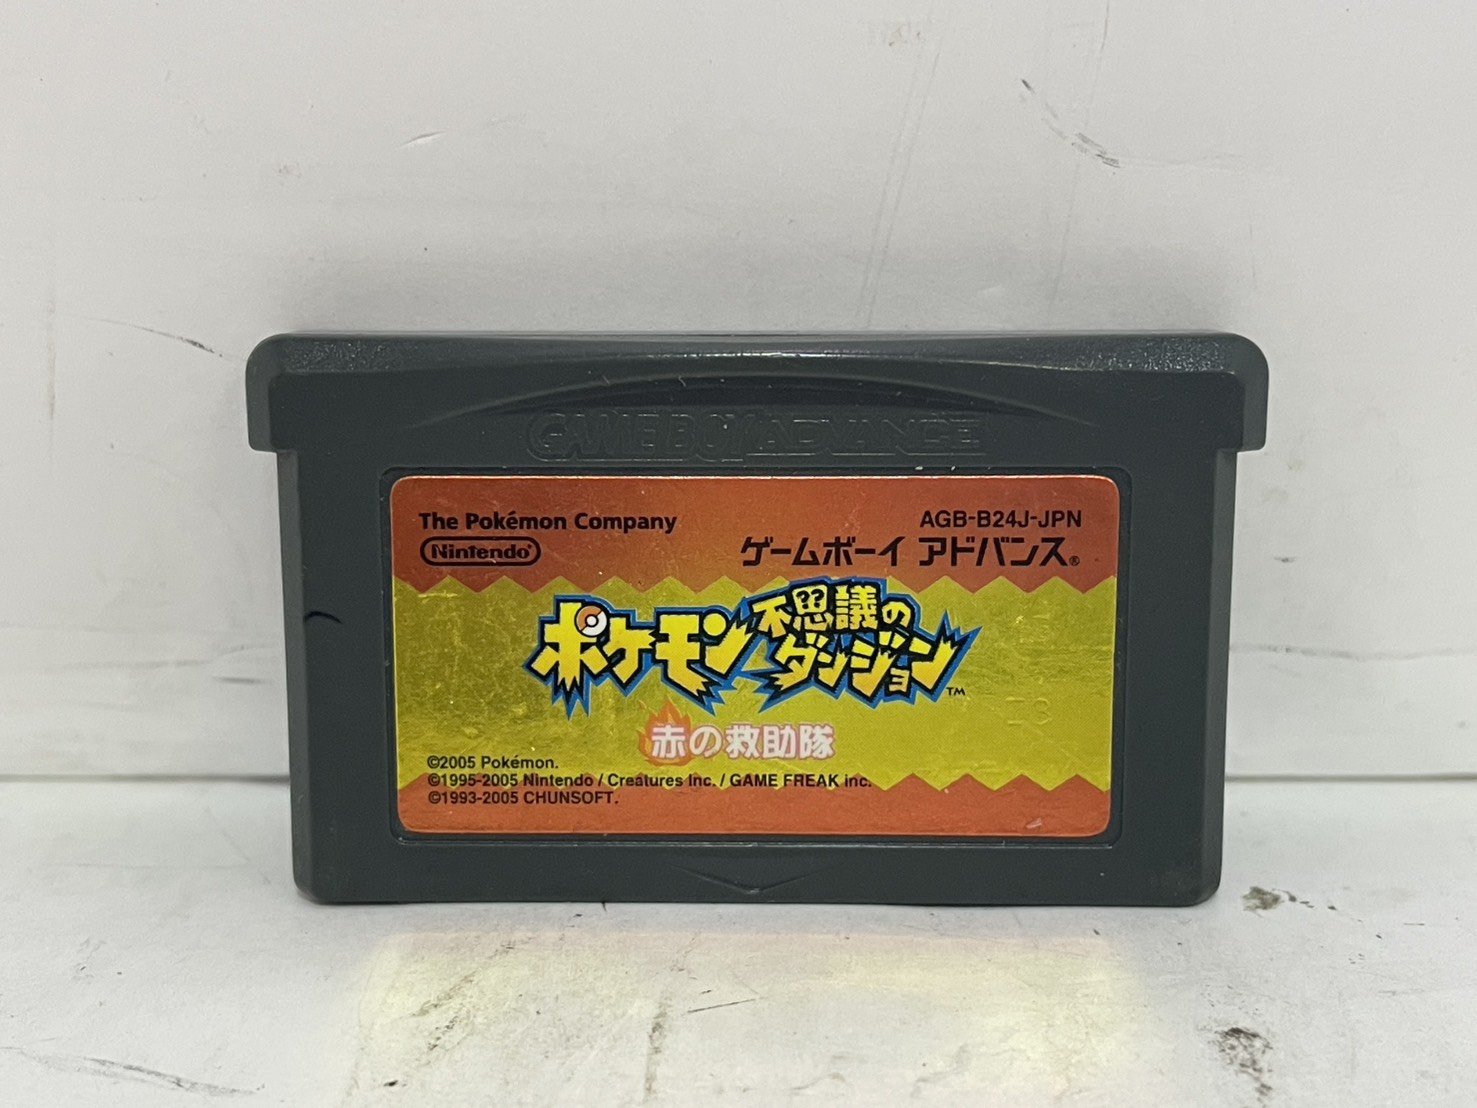 GAME BOY ADVANCE
The Pokémon Company
AGB-B24J-JPN
Nintendo®
ゲームボーイ アドバンス®
ポケモン不思議のダンジョン™
赤の救助隊
©2005 Pokémon.
©1995-2005 Nintendo / Creatures Inc. / GAME FREAK inc.
©1993-2005 CHUNSOFT.